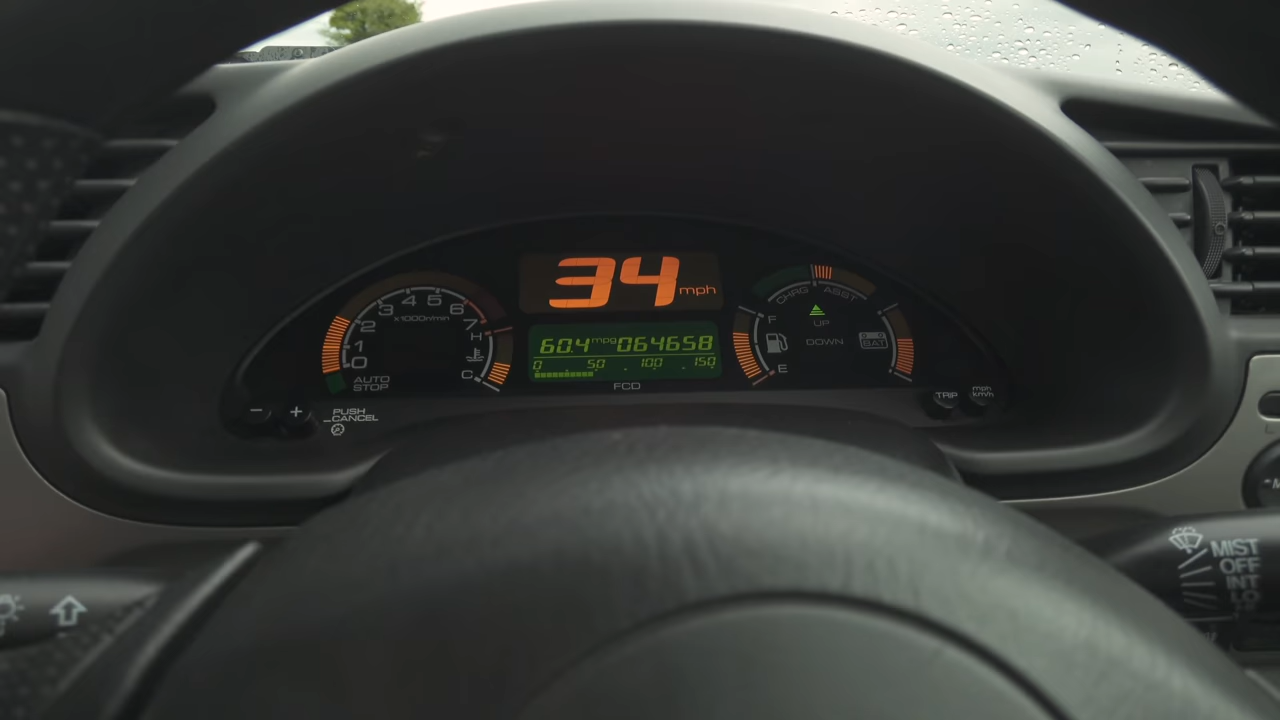 34 mph
60.4 mpg 064658
0 50 100 150
FCD
0 1 2 3 4 5 6 7
x1000r/min
AUTO
STOP
H
C
CHRG ASST
F
E
UP
DOWN
BAT
− +
PUSH
CANCEL
TRIP
mph
km/h
MIST
OFF
INT
LO